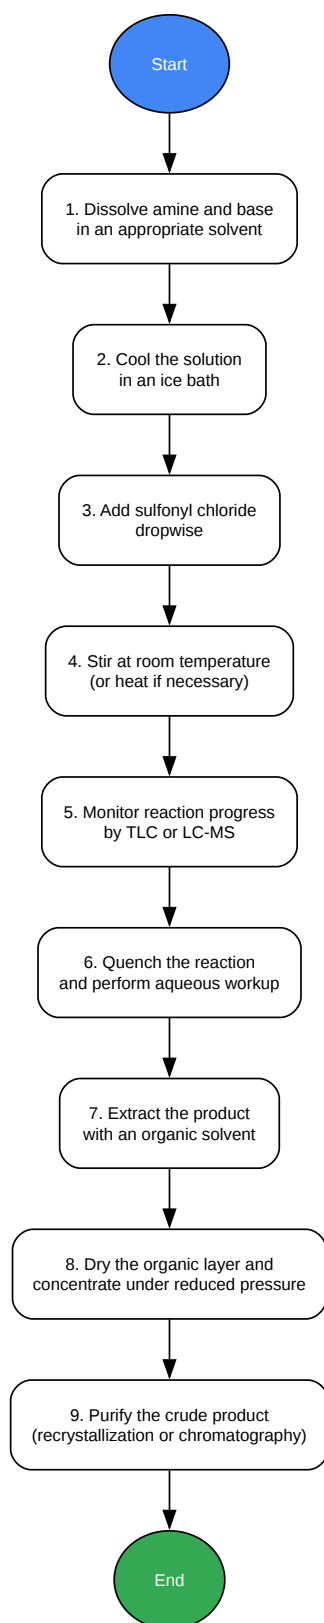 Start
1. Dissolve amine and base
in an appropriate solvent
2. Cool the solution
in an ice bath
3. Add sulfonyl chloride
dropwise
4. Stir at room temperature
(or heat if necessary)
5. Monitor reaction progress
by TLC or LC-MS
6. Quench the reaction
and perform aqueous workup
7. Extract the product
with an organic solvent
8. Dry the organic layer and
concentrate under reduced pressure
9. Purify the crude product
(recrystallization or chromatography)
End